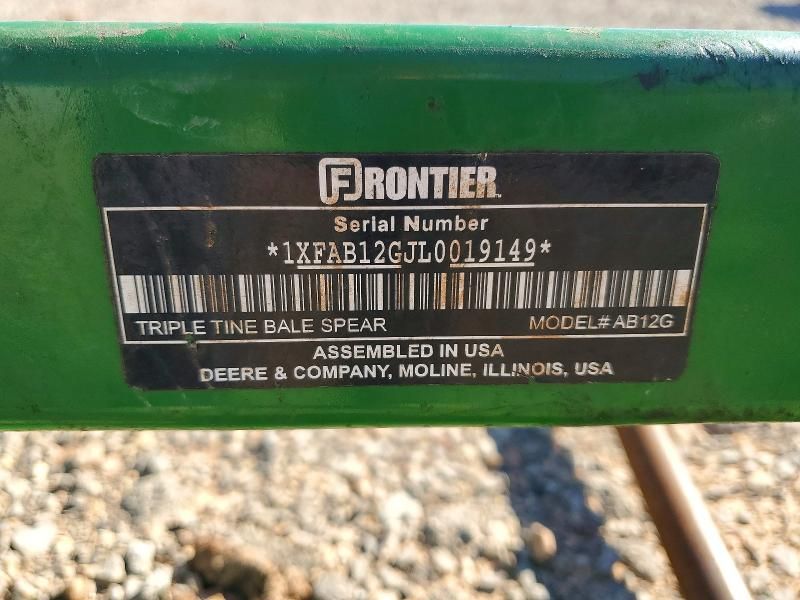 FRONTIER
Serial Number
*1XFAB12GJL0019149*
TRIPLE TINE BALE SPEAR MODEL# AB12G
ASSEMBLED IN USA
DEERE & COMPANY, MOLINE, ILLINOIS, USA